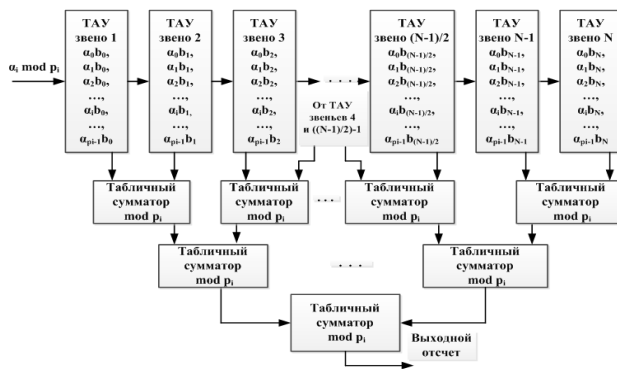 ТАУ
звено 1
α₀b₀,
α₁b₀,
α₂b₀,
…,
αᵢb₀,
…,
αpi-1b₀
ТАУ
звено 2
α₀b₁,
α₁b₁,
α₂b₁,
…,
αᵢb₁,
…,
αpi-1b₁
ТАУ
звено 3
α₀b₂,
α₁b₂,
α₂b₂,
…,
αᵢb₂,
…,
αpi-1b₂
ТАУ
звено (N-1)/2
α₀b(N-1)/2,
α₁b(N-1)/2,
α₂b(N-1)/2,
…,
αᵢb(N-1)/2,
…,
αpi-1b(N-1)/2
ТАУ
звено N-1
α₀bN-1,
α₁bN-1,
α₂bN-1,
…,
αᵢbN-1,
…,
αpi-1bN-1
ТАУ
звено N
α₀bN,
α₁bN,
α₂bN,
…,
αᵢbN,
…,
αpi-1bN
αᵢ mod pᵢ
. . .
От ТАУ
звеньев 4
и ((N-1)/2)-1
Табличный
сумматор
mod pᵢ
Табличный
сумматор
mod pᵢ
. . .
Табличный
сумматор
mod pᵢ
Табличный
сумматор
mod pᵢ
Табличный
сумматор
mod pᵢ
. . .
Табличный
сумматор
mod pᵢ
Табличный
сумматор
mod pᵢ
Выходной
отсчет